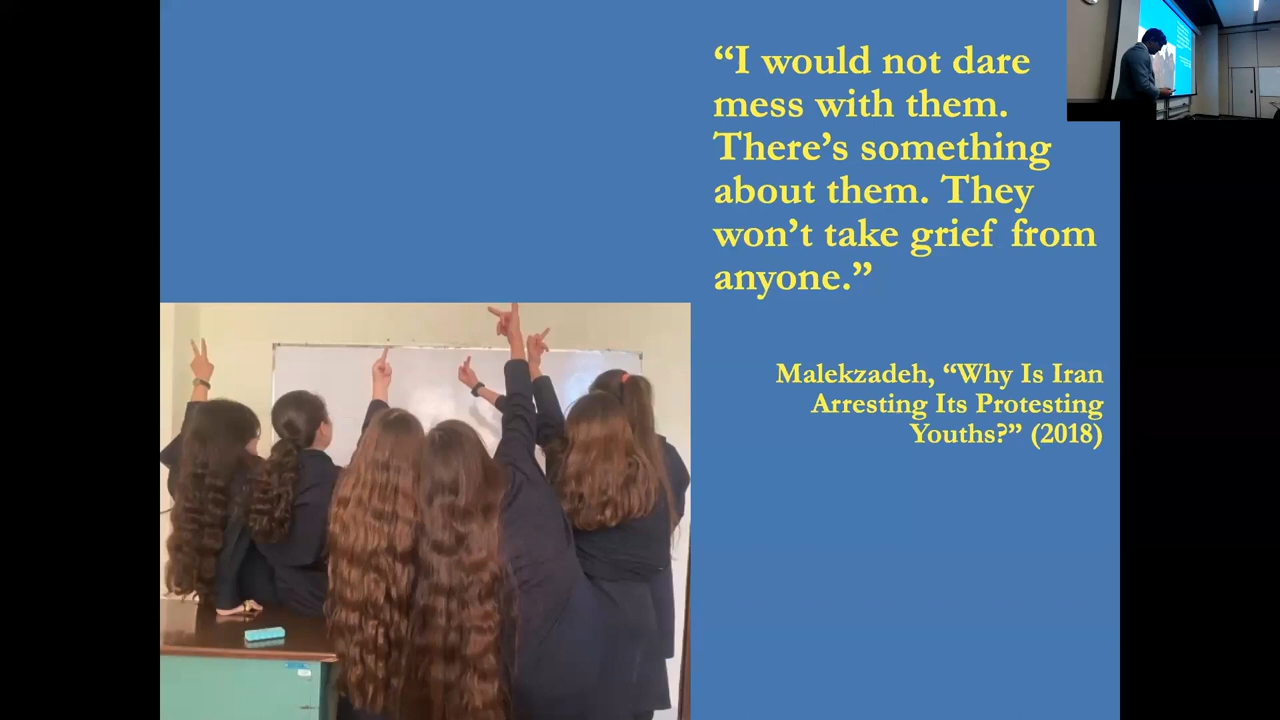 “I would not dare
mess with them.
There’s something
about them. They
won’t take grief from
anyone.”
Malekzadeh, “Why Is Iran
Arresting Its Protesting
Youths?” (2018)